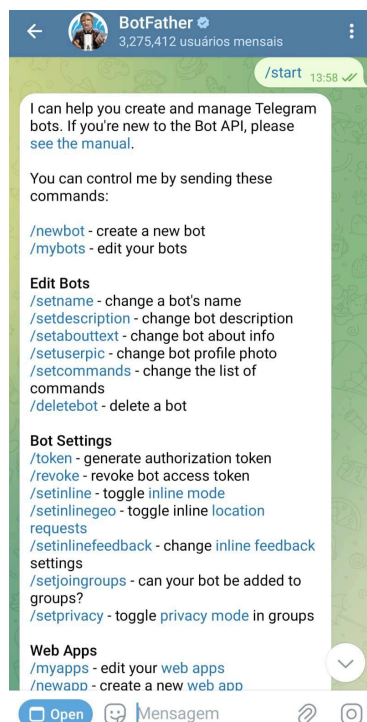 BotFather
3,275,412 usuários mensais
/start 13:58
I can help you create and manage Telegram
bots. If you're new to the Bot API, please
see the manual.
You can control me by sending these
commands:
/newbot - create a new bot
/mybots - edit your bots
Edit Bots
/setname - change a bot's name
/setdescription - change bot description
/setabouttext - change bot about info
/setuserpic - change bot profile photo
/setcommands - change the list of
commands
/deletebot - delete a bot
Bot Settings
/token - generate authorization token
/revoke - revoke bot access token
/setinline - toggle inline mode
/setinlinegeo - toggle inline location
requests
/setinlinefeedback - change inline feedback
settings
/setjoingroups - can your bot be added to
groups?
/setprivacy - toggle privacy mode in groups
Web Apps
/myapps - edit your web apps
/newapp - create a new web app
Open Mensagem